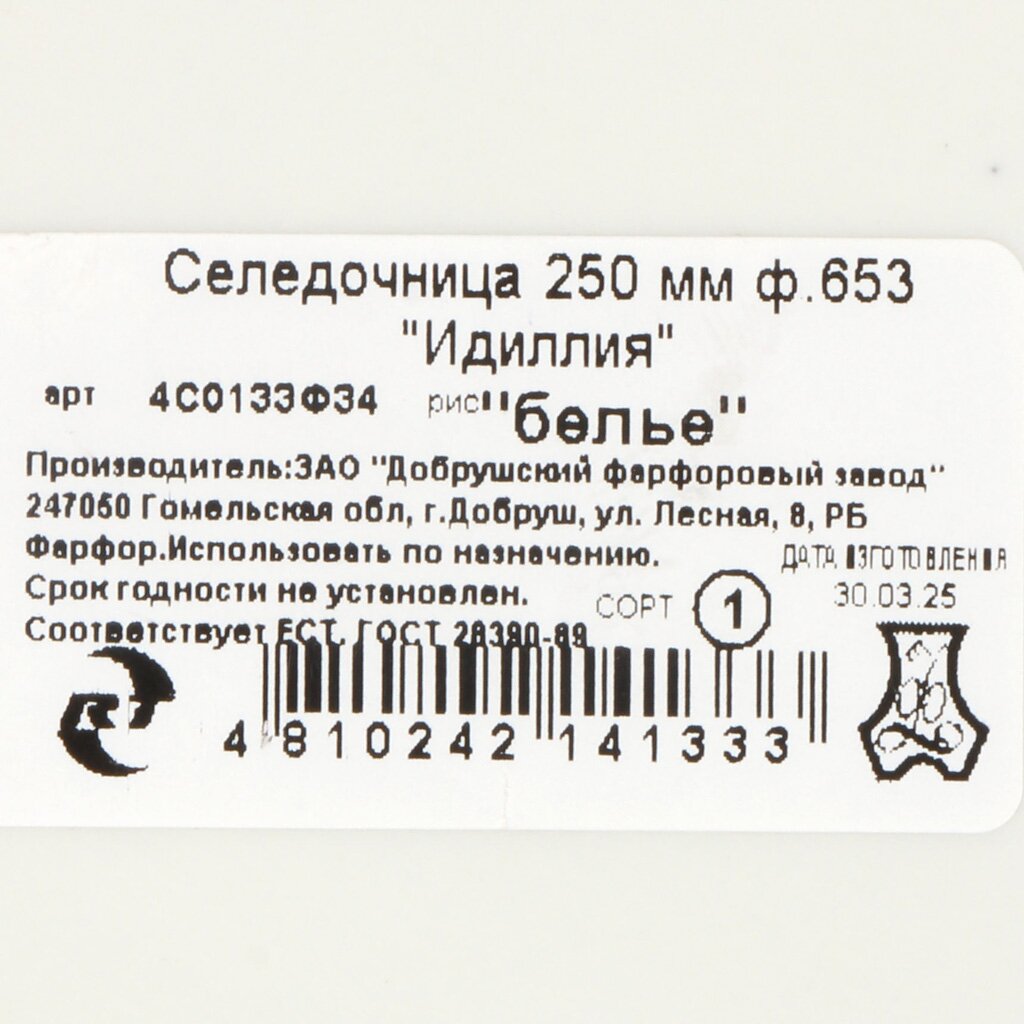 Селедочница 250 мм ф.653
"Идиллия"
арт 4С0133Ф34 рис "белье"
Производитель:ЗАО "Добрушский фарфоровый завод"
247050 Гомельская обл, г.Добруш, ул. Лесная, 8, РБ
Фарфор.Использовать по назначению.
ДАТА ИЗГОТОВЛЕНИЯ
Срок годности не установлен.
СОРТ 1
30.03.25
Соответствует ЕСТ. ГОСТ 28390-89
4 810242 141333